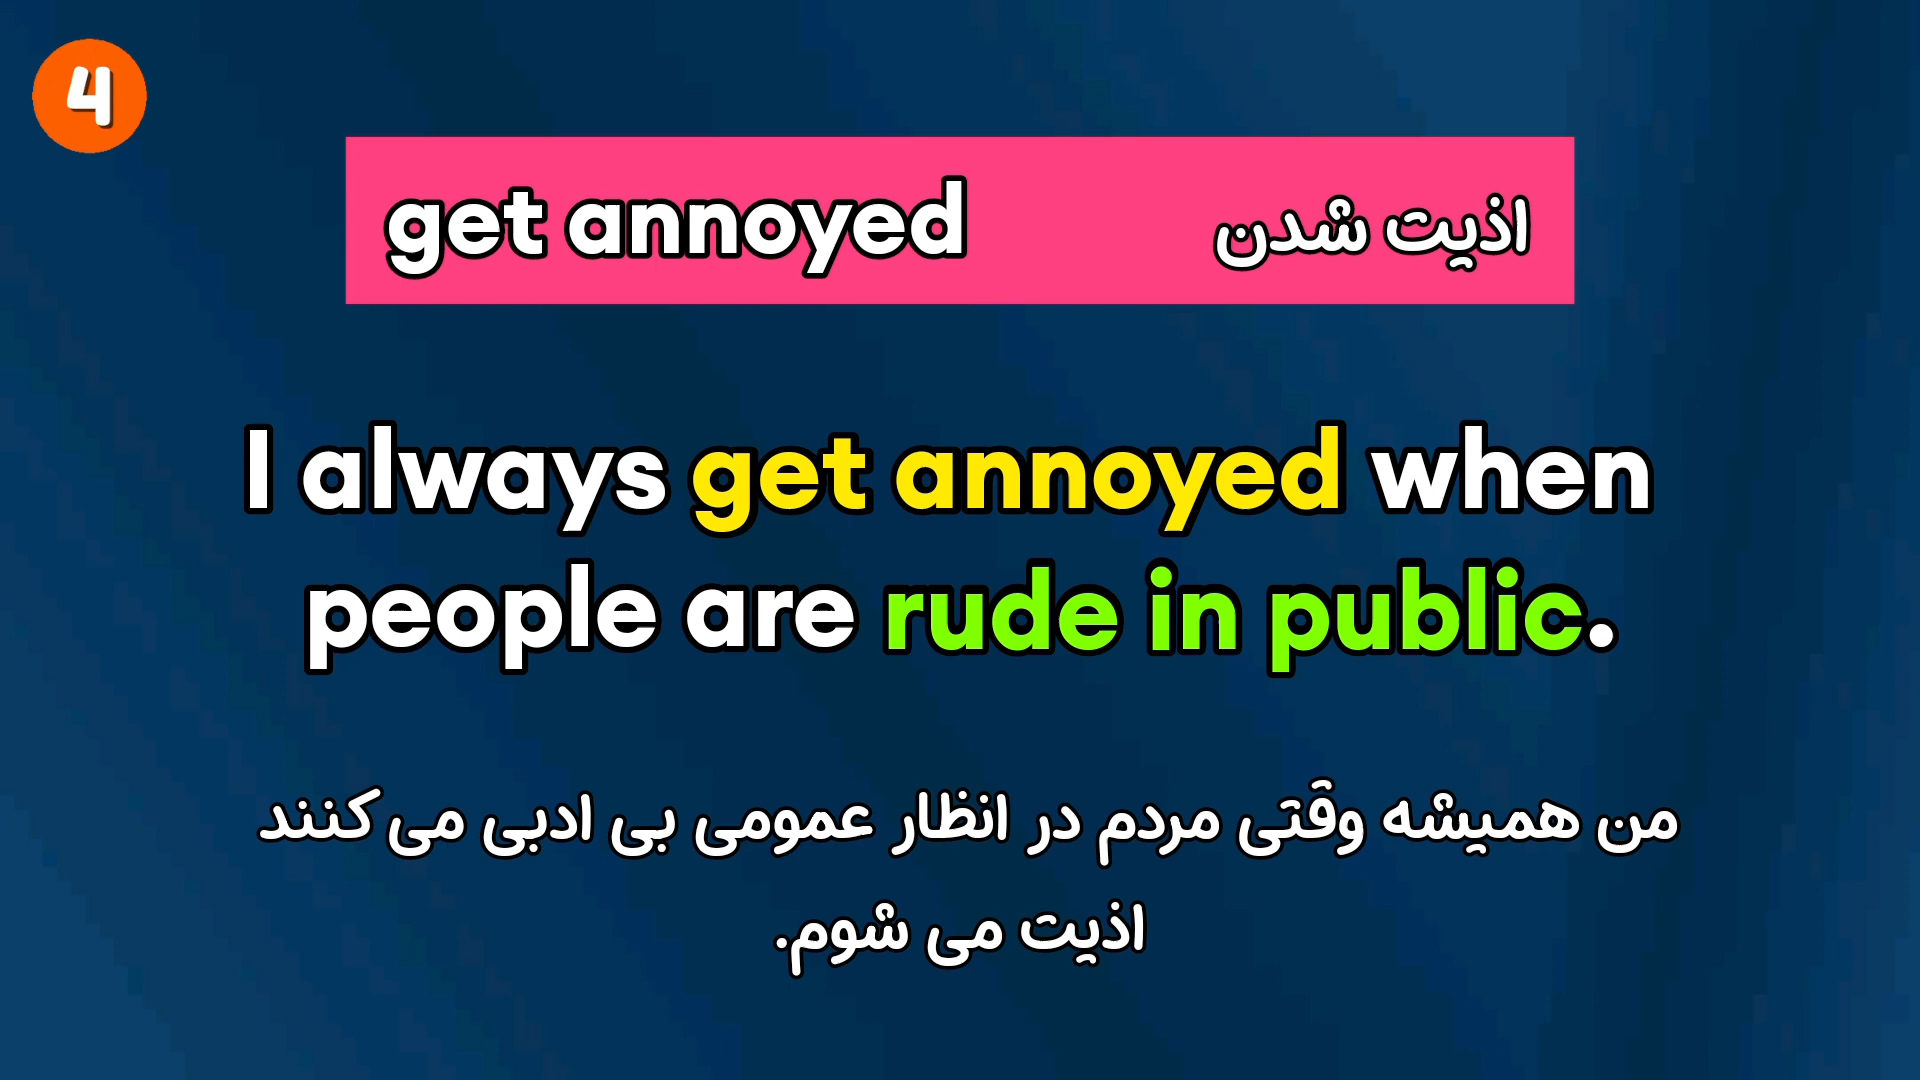 4
get annoyed اذیت شدن
I always get annoyed when
people are rude in public.
من همیشه وقتی مردم در انظار عمومی بی ادبی می کنند
اذیت می شوم.